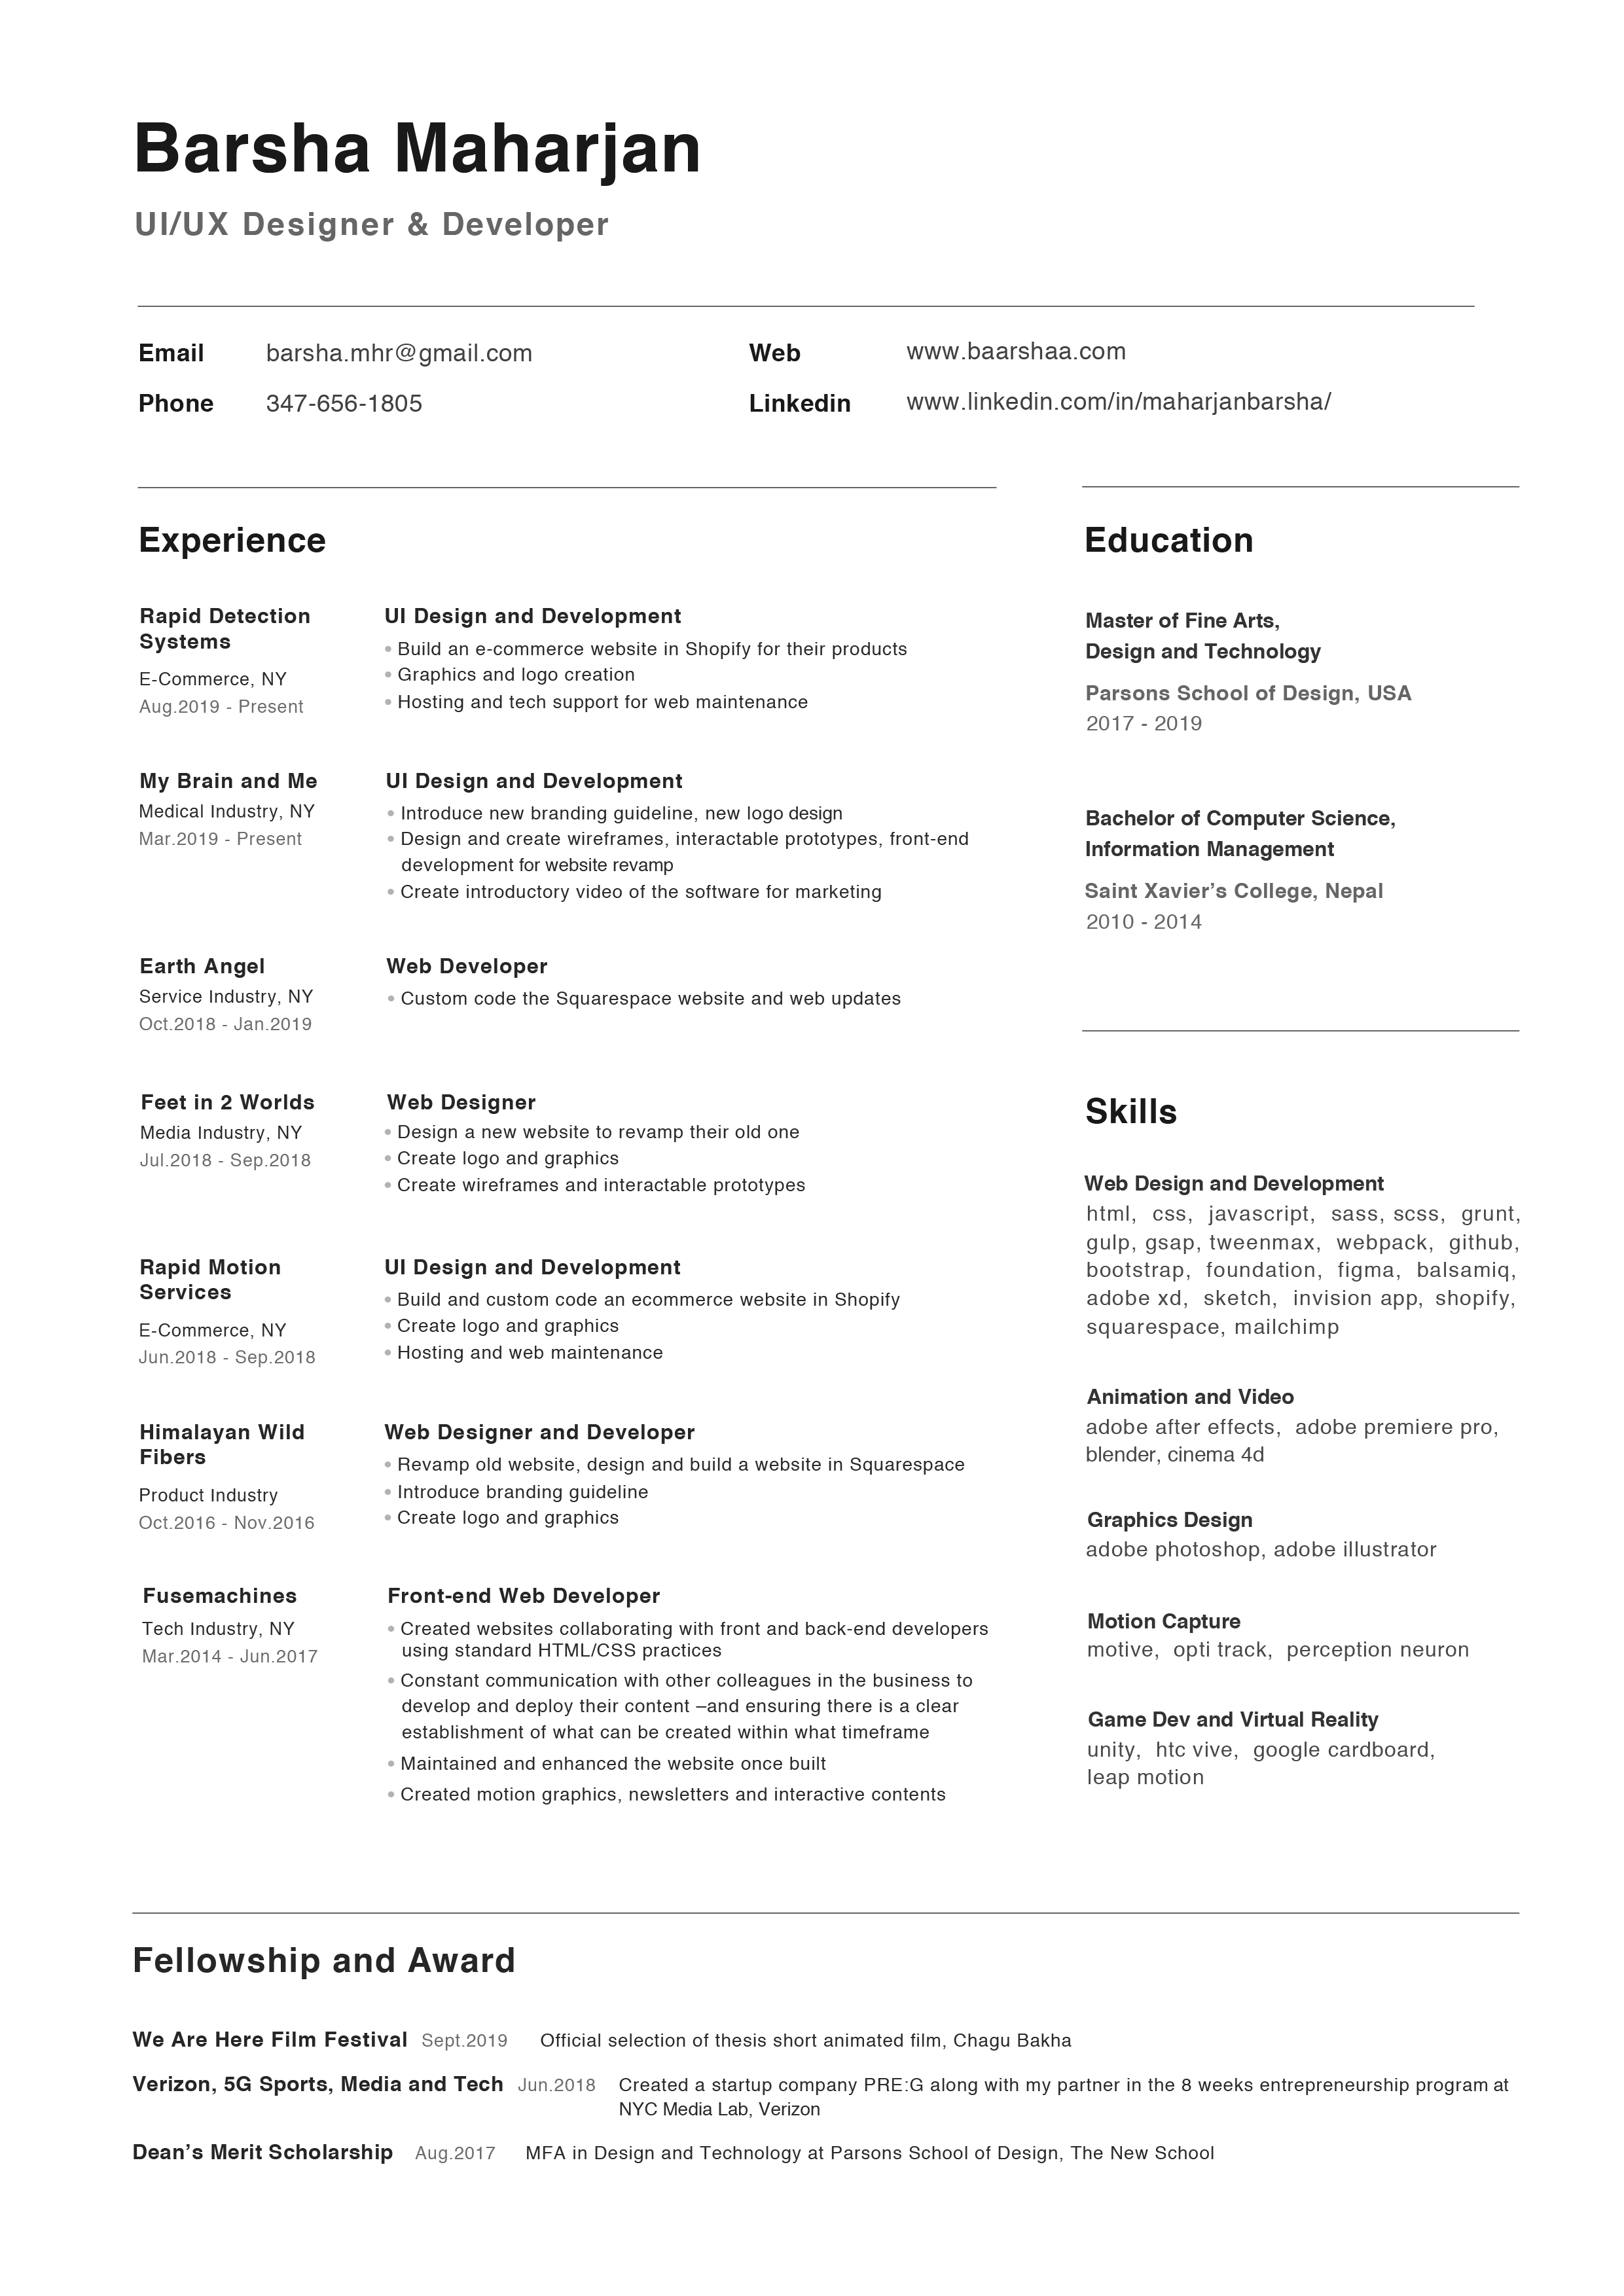 Barsha Maharjan
UI/UX Designer & Developer
Email barsha.mhr@gmail.com
Phone 347-656-1805
Web www.baarshaa.com
Linkedin www.linkedin.com/in/maharjanbarsha/
Experience
Rapid Detection
Systems
E-Commerce, NY
Aug.2019 - Present
UI Design and Development
• Build an e-commerce website in Shopify for their products
• Graphics and logo creation
• Hosting and tech support for web maintenance
My Brain and Me
Medical Industry, NY
Mar.2019 - Present
UI Design and Development
• Introduce new branding guideline, new logo design
• Design and create wireframes, interactable prototypes, front-end
development for website revamp
• Create introductory video of the software for marketing
Earth Angel
Service Industry, NY
Oct.2018 - Jan.2019
Web Developer
• Custom code the Squarespace website and web updates
Feet in 2 Worlds
Media Industry, NY
Jul.2018 - Sep.2018
Web Designer
• Design a new website to revamp their old one
• Create logo and graphics
• Create wireframes and interactable prototypes
Rapid Motion
Services
E-Commerce, NY
Jun.2018 - Sep.2018
UI Design and Development
• Build and custom code an ecommerce website in Shopify
• Create logo and graphics
• Hosting and web maintenance
Himalayan Wild
Fibers
Product Industry
Oct.2016 - Nov.2016
Web Designer and Developer
• Revamp old website, design and build a website in Squarespace
• Introduce branding guideline
• Create logo and graphics
Fusemachines
Tech Industry, NY
Mar.2014 - Jun.2017
Front-end Web Developer
• Created websites collaborating with front and back-end developers
using standard HTML/CSS practices
• Constant communication with other colleagues in the business to
develop and deploy their content –and ensuring there is a clear
establishment of what can be created within what timeframe
• Maintained and enhanced the website once built
• Created motion graphics, newsletters and interactive contents
Education
Master of Fine Arts,
Design and Technology
Parsons School of Design, USA
2017 - 2019
Bachelor of Computer Science,
Information Management
Saint Xavier’s College, Nepal
2010 - 2014
Skills
Web Design and Development
html, css, javascript, sass, scss, grunt,
gulp, gsap, tweenmax, webpack, github,
bootstrap, foundation, figma, balsamiq,
adobe xd, sketch, invision app, shopify,
squarespace, mailchimp
Animation and Video
adobe after effects, adobe premiere pro,
blender, cinema 4d
Graphics Design
adobe photoshop, adobe illustrator
Motion Capture
motive, opti track, perception neuron
Game Dev and Virtual Reality
unity, htc vive, google cardboard,
leap motion
Fellowship and Award
We Are Here Film Festival Sept.2019 Official selection of thesis short animated film, Chagu Bakha
Verizon, 5G Sports, Media and Tech Jun.2018 Created a startup company PRE:G along with my partner in the 8 weeks entrepreneurship program at
NYC Media Lab, Verizon
Dean’s Merit Scholarship Aug.2017 MFA in Design and Technology at Parsons School of Design, The New School